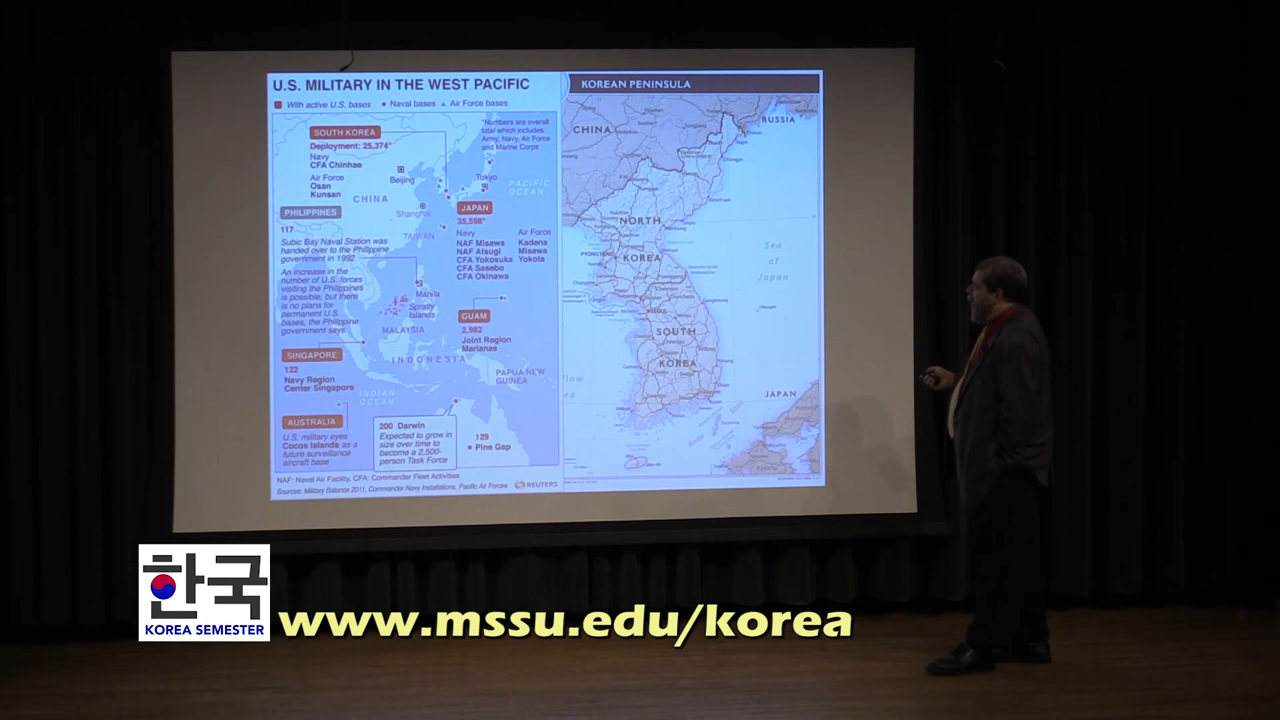 U.S. MILITARY IN THE WEST PACIFIC
With active U.S. bases • Naval bases ▲ Air Force bases
*Numbers are overall
total which includes
Army, Navy, Air Force
and Marine Corps
SOUTH KOREA
Deployment: 25,374*
Navy
CFA Chinhae
Air Force
Osan
Kunsan
Beijing
Tokyo
PACIFIC
OCEAN
CHINA
Shanghai
TAIWAN
PHILIPPINES
117
Subic Bay Naval Station was
handed over to the Philippine
government in 1992
An increase in the
number of U.S. forces
visiting the Philippines
is possible, but there
is no plans for
permanent U.S.
bases, the Philippine
government says
JAPAN
35,598*
Navy
NAF Misawa
NAF Atsugi
CFA Yokosuka
CFA Sasebo
CFA Okinawa
Air Force
Kadena
Misawa
Yokota
Manila
Spratly
Islands
MALAYSIA
GUAM
2,982
Joint Region
Marianas
INDONESIA
SINGAPORE
122
Navy Region
Center Singapore
PAPUA NEW
GUINEA
INDIAN
OCEAN
AUSTRALIA
U.S. military eyes
Cocos Islands as a
future surveillance
aircraft base
200 Darwin
Expected to grow in
size over time to
become a 2,500-
person Task Force
129
Pine Gap
NAF: Naval Air Facility, CFA: Commander Fleet Activities
Sources: Military Balance 2011, Commander Navy Installations, Pacific Air Forces
REUTERS
KOREAN PENINSULA
CHINA
RUSSIA
NORTH
KOREA
PYONGYANG
Sea
of
Japan
SOUTH
KOREA
JAPAN
한국
KOREA SEMESTER
www.mssu.edu/korea